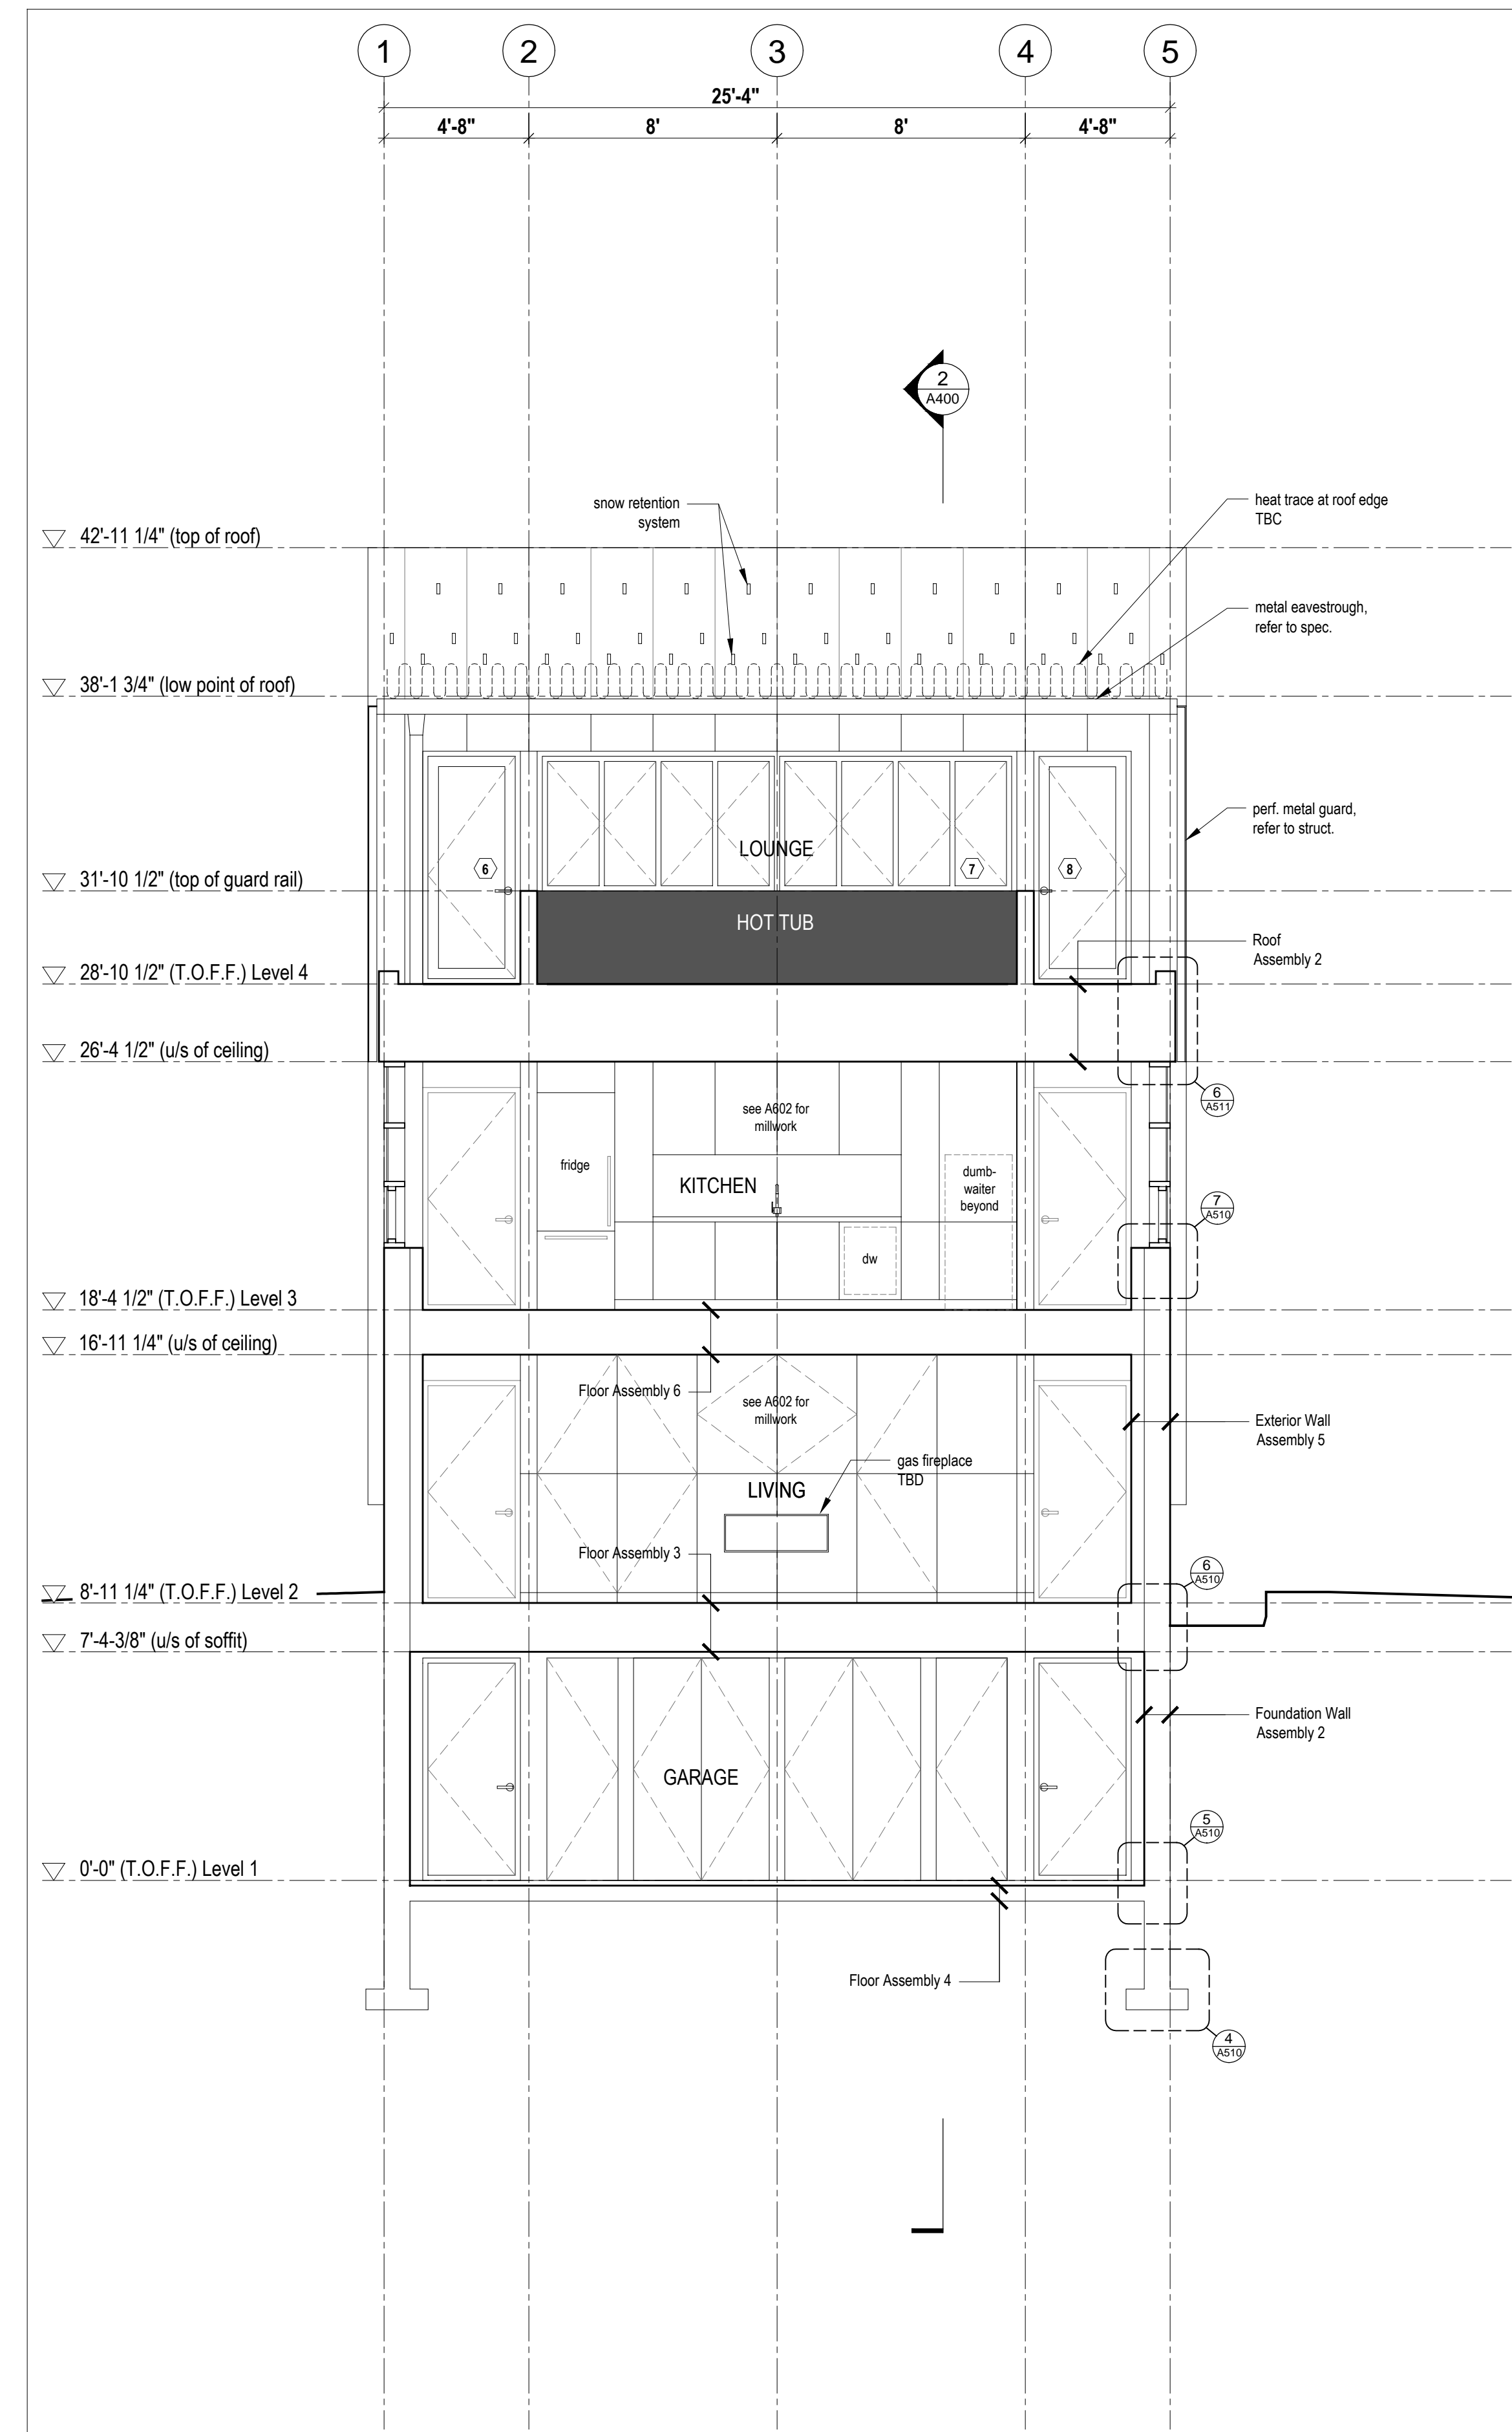 1
2
3
4
5
25'-4"
4'-8"
8'
8'
4'-8"
2
A400
snow retention
system
heat trace at roof edge
TBC
42'-11 1/4" (top of roof)
metal eavestrough,
refer to spec.
38'-1 3/4" (low point of roof)
perf. metal guard,
refer to struct.
LOUNGE
6
7
8
31'-10 1/2" (top of guard rail)
HOT TUB
Roof
Assembly 2
28'-10 1/2" (T.O.F.F.) Level 4
26'-4 1/2" (u/s of ceiling)
6
A511
see A602 for
millwork
fridge
KITCHEN
dumb-
waiter
beyond
7
A510
dw
18'-4 1/2" (T.O.F.F.) Level 3
16'-11 1/4" (u/s of ceiling)
Floor Assembly 6
see A602 for
millwork
Exterior Wall
Assembly 5
gas fireplace
TBD
LIVING
Floor Assembly 3
6
A510
8'-11 1/4" (T.O.F.F.) Level 2
7'-4-3/8" (u/s of soffit)
Foundation Wall
Assembly 2
GARAGE
5
A510
0'-0" (T.O.F.F.) Level 1
Floor Assembly 4
4
A510